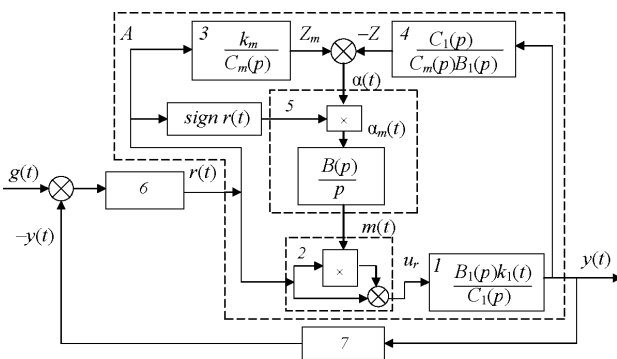 A
3
k_m
C_m(p)
Z_m
–Z
4
C_1(p)
C_m(p)B_1(p)
α(t)
sign r(t)
5
×
α_m(t)
B(p)
p
g(t)
6
r(t)
–y(t)
m(t)
2
×
u_r
1
B_1(p)k_1(t)
C_1(p)
y(t)
7